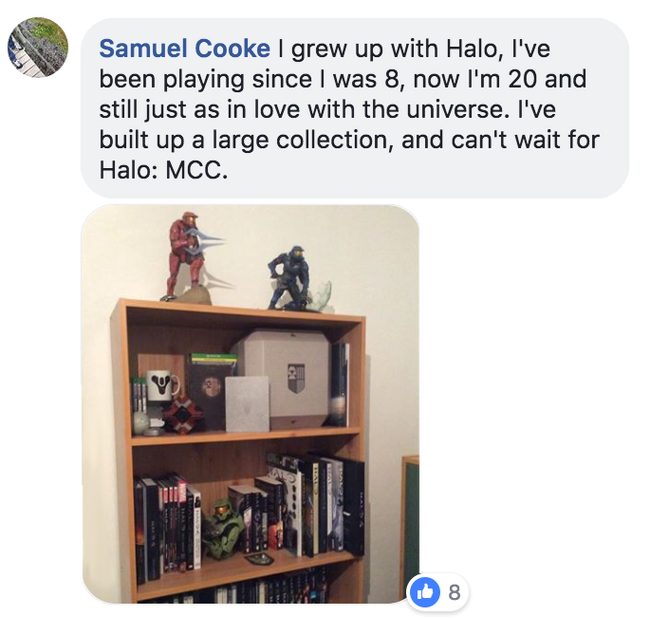 Samuel Cooke I grew up with Halo, I've
been playing since I was 8, now I'm 20 and
still just as in love with the universe. I've
built up a large collection, and can't wait for
Halo: MCC.
8